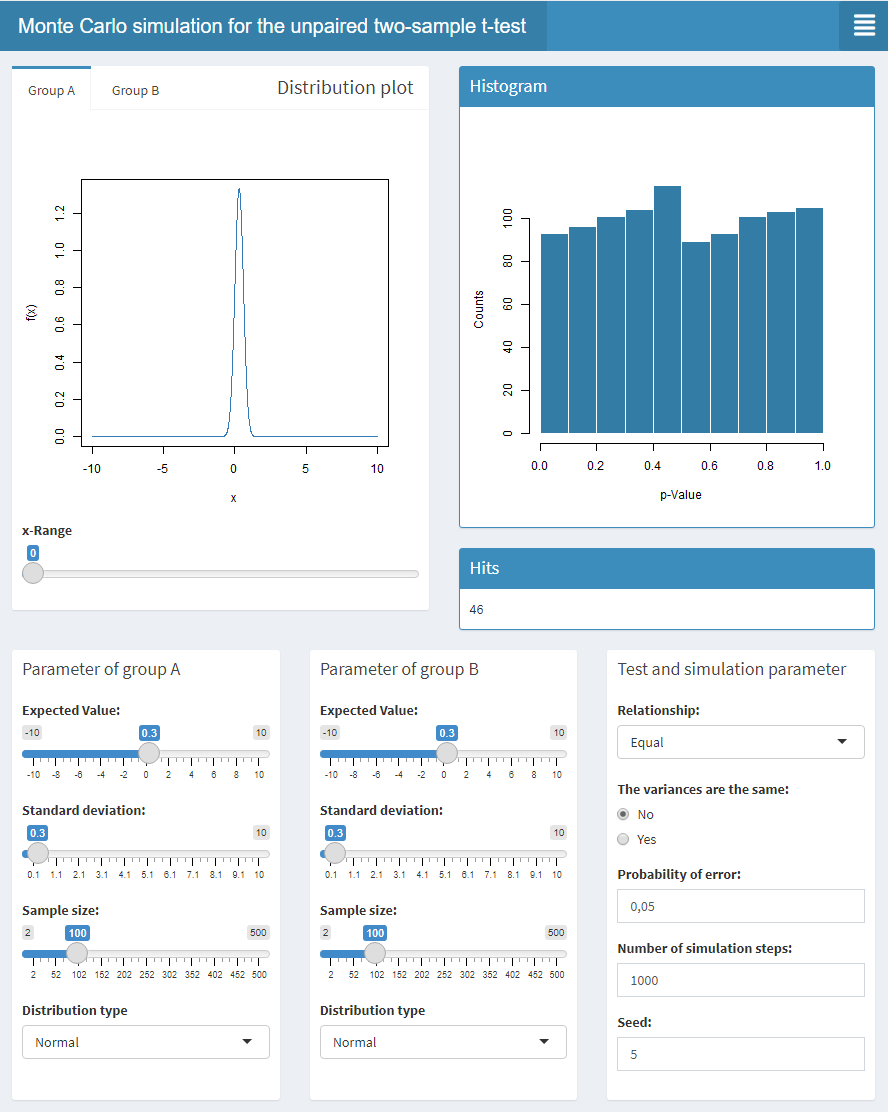 Monte Carlo simulation for the unpaired two-sample t-test
Group A
Group B
Distribution plot
f(x)
0.0 0.2 0.4 0.6 0.8 1.0 1.2
-10 -5 0 5 10
x
x-Range
0
Histogram
Counts
0 20 40 60 80 100
0.0 0.2 0.4 0.6 0.8 1.0
p-Value
Hits
46
Parameter of group A
Expected Value:
-10 0.3 10
-10 -8 -6 -4 -2 0 2 4 6 8 10
Standard deviation:
0.3 10
0.1 1.1 2.1 3.1 4.1 5.1 6.1 7.1 8.1 9.1 10
Sample size:
2 100 500
2 52 102 152 202 252 302 352 402 452 500
Distribution type
Normal
Parameter of group B
Expected Value:
-10 0.3 10
-10 -8 -6 -4 -2 0 2 4 6 8 10
Standard deviation:
0.3 10
0.1 1.1 2.1 3.1 4.1 5.1 6.1 7.1 8.1 9.1 10
Sample size:
2 100 500
2 52 102 152 202 252 302 352 402 452 500
Distribution type
Normal
Test and simulation parameter
Relationship:
Equal
The variances are the same:
No
Yes
Probability of error:
0,05
Number of simulation steps:
1000
Seed:
5